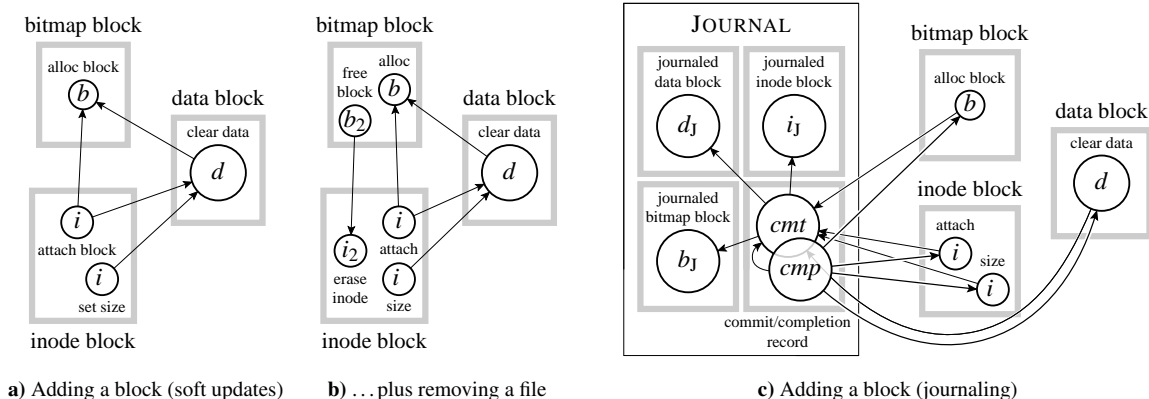 bitmap block
alloc block
b
data block
clear data
d
i
attach block
i
set size
inode block
a) Adding a block (soft updates)
bitmap block
free
block
b2
alloc
b
data block
clear data
d
i2
erase
inode
i
attach
i
size
inode block
b) …plus removing a file
JOURNAL
journaled
data block
dJ
journaled
inode block
iJ
journaled
bitmap block
bJ
cmt
cmp
commit/completion
record
bitmap block
alloc block
b
inode block
attach
i
size
i
data block
clear data
d
c) Adding a block (journaling)